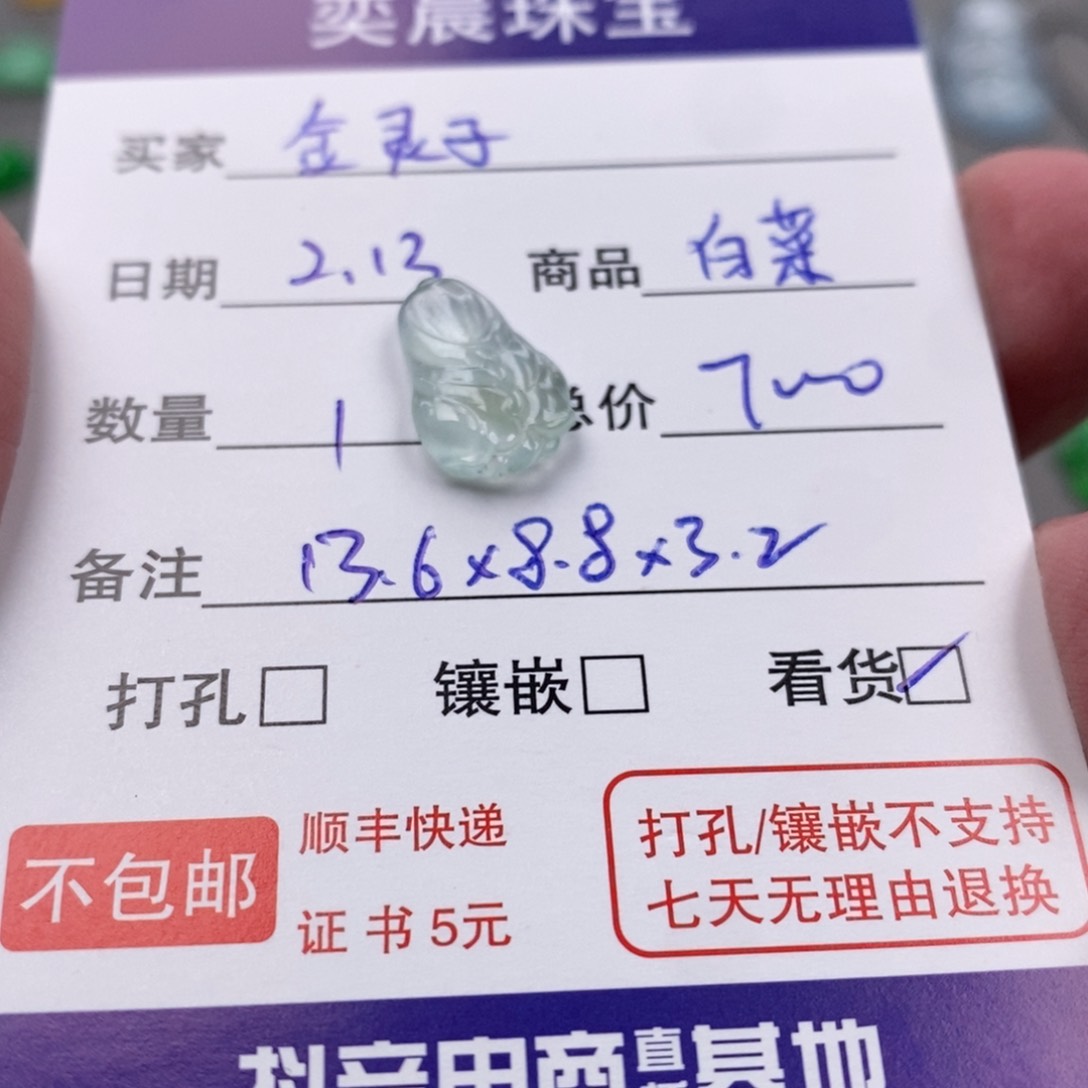 奕晨珠宝
买家 金灵子
日期 2.13 商品 白菜
数量 1 总价 700
备注 13.6×8.8×3.2
打孔 镶嵌 看货
不包邮 顺丰快递 打孔/镶嵌不支持
证书5元 七天无理由退换
抖音电商直 基地